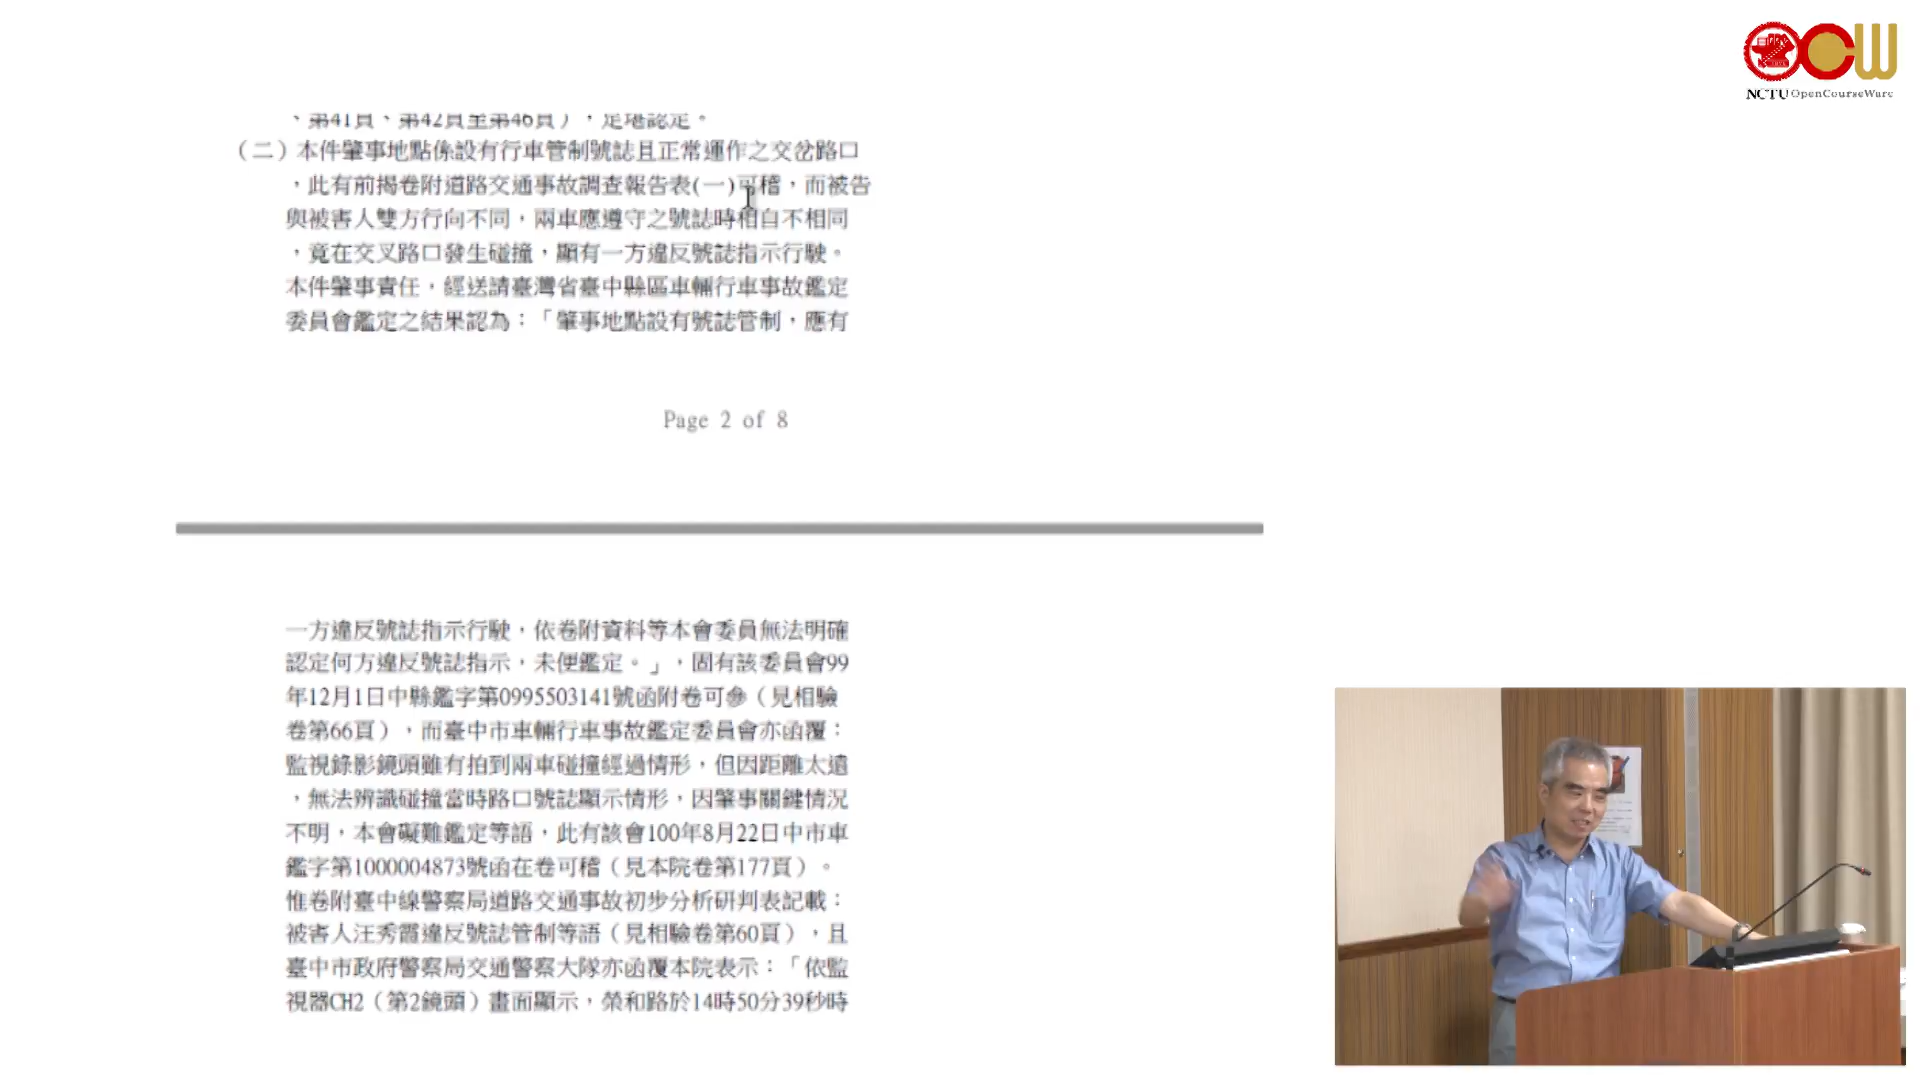 、第41頁、第42頁至第46頁），足堪認定。
（二）本件肇事地點係設有行車管制號誌且正常運作之交岔路口
，此有前揭卷附道路交通事故調查報告表(一)可稽，而被告
與被害人雙方行向不同，兩車應遵守之號誌時相自不相同
，竟在交叉路口發生碰撞，顯有一方違反號誌指示行駛。
本件肇事責任，經送請臺灣省臺中縣區車輛行車事故鑑定
委員會鑑定之結果認為：「肇事地點設有號誌管制，應有
Page 2 of 8
一方違反號誌指示行駛，依卷附資料等本會委員無法明確
認定何方違反號誌指示，未便鑑定。」，固有該委員會99
年12月1日中縣鑑字第0995503141號函附卷可參（見相驗
卷第66頁），而臺中市車輛行車事故鑑定委員會亦函覆：
監視錄影鏡頭雖有拍到兩車碰撞經過情形，但因距離太遠
，無法辨識碰撞當時路口號誌顯示情形，因肇事關鍵情況
不明，本會礙難鑑定等語，此有該會100年8月22日中市車
鑑字第1000004873號函在卷可稽（見本院卷第177頁）。
惟卷附臺中線警察局道路交通事故初步分析研判表記載：
被害人汪秀霞違反號誌管制等語（見相驗卷第60頁），且
臺中市政府警察局交通警察大隊亦函覆本院表示：「依監
視器CH2（第2鏡頭）畫面顯示，榮和路於14時50分39秒時
OCW
NCTU OpenCourseWare